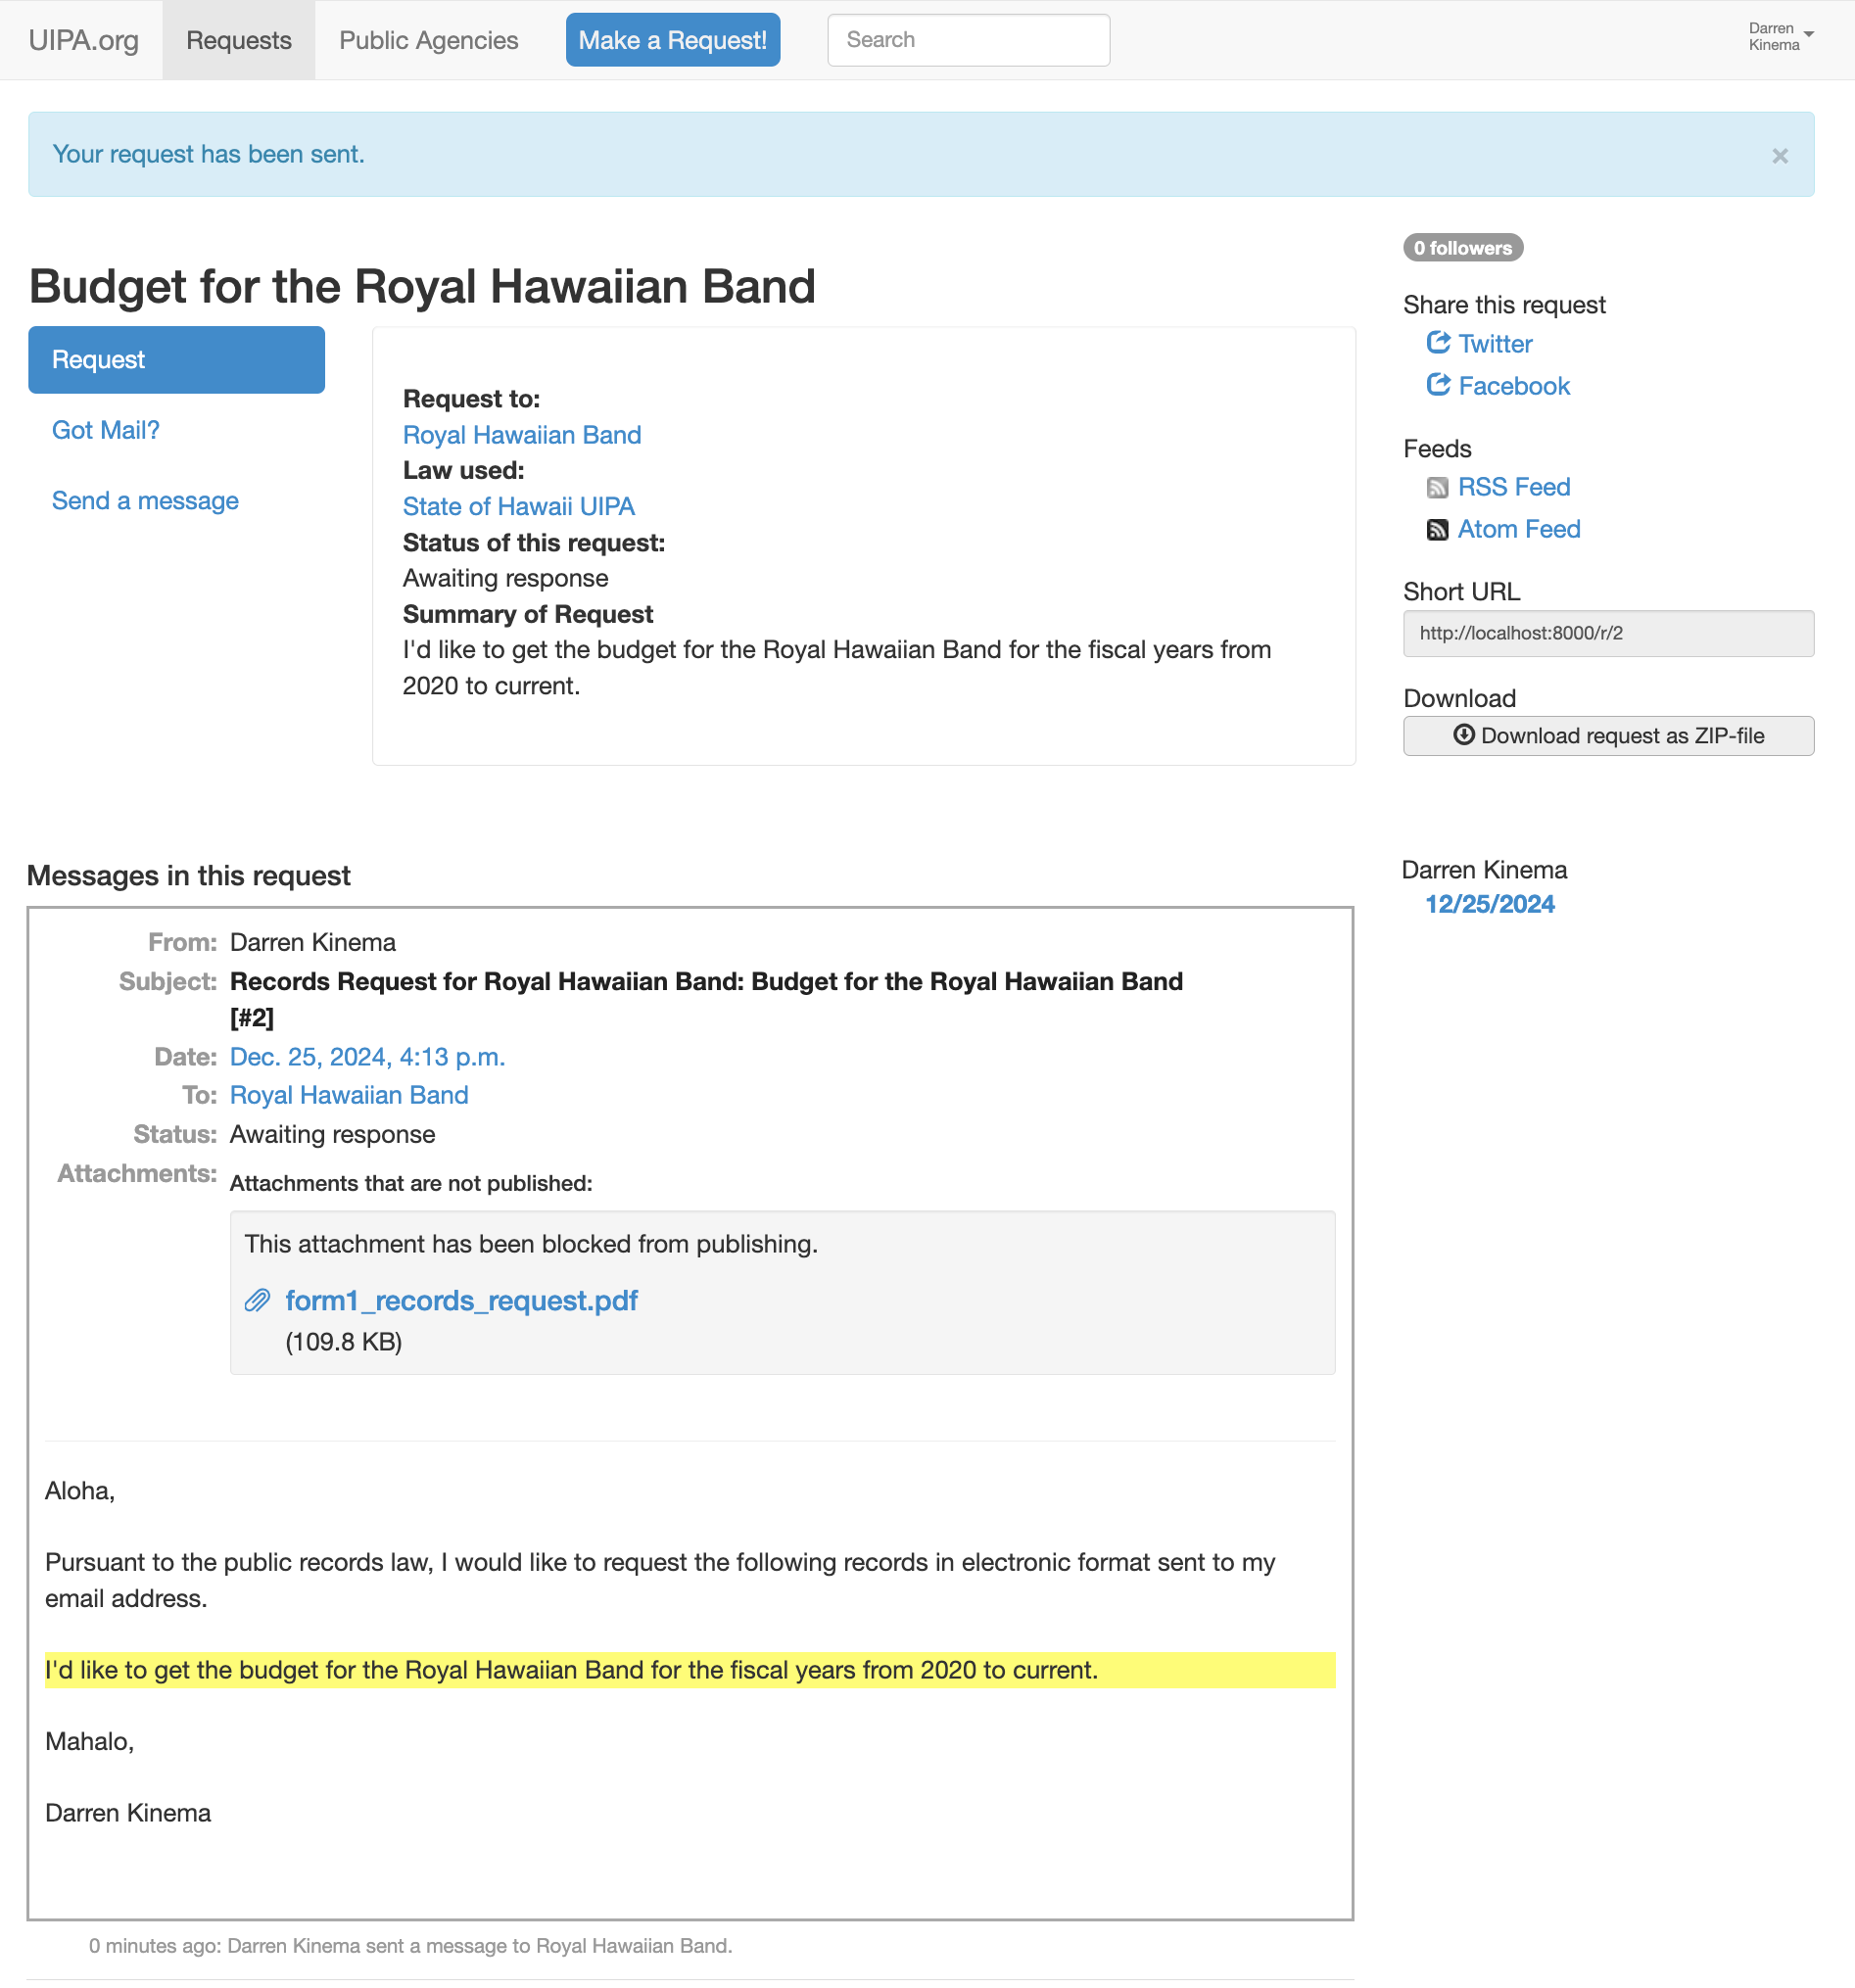 UIPA.org
Requests
Public Agencies
Make a Request!
Search
Darren
Kinema
Your request has been sent.
×
Budget for the Royal Hawaiian Band
Request
Got Mail?
Send a message
Request to:
Royal Hawaiian Band
Law used:
State of Hawaii UIPA
Status of this request:
Awaiting response
Summary of Request
I'd like to get the budget for the Royal Hawaiian Band for the fiscal years from
2020 to current.
0 followers
Share this request
Twitter
Facebook
Feeds
RSS Feed
Atom Feed
Short URL
http://localhost:8000/r/2
Download
Download request as ZIP-file
Messages in this request
From: Darren Kinema
Subject: Records Request for Royal Hawaiian Band: Budget for the Royal Hawaiian Band
[#2]
Date: Dec. 25, 2024, 4:13 p.m.
To: Royal Hawaiian Band
Status: Awaiting response
Attachments: Attachments that are not published:
This attachment has been blocked from publishing.
form1_records_request.pdf
(109.8 KB)
Aloha,
Pursuant to the public records law, I would like to request the following records in electronic format sent to my
email address.
I'd like to get the budget for the Royal Hawaiian Band for the fiscal years from 2020 to current.
Mahalo,
Darren Kinema
0 minutes ago: Darren Kinema sent a message to Royal Hawaiian Band.
Darren Kinema
12/25/2024